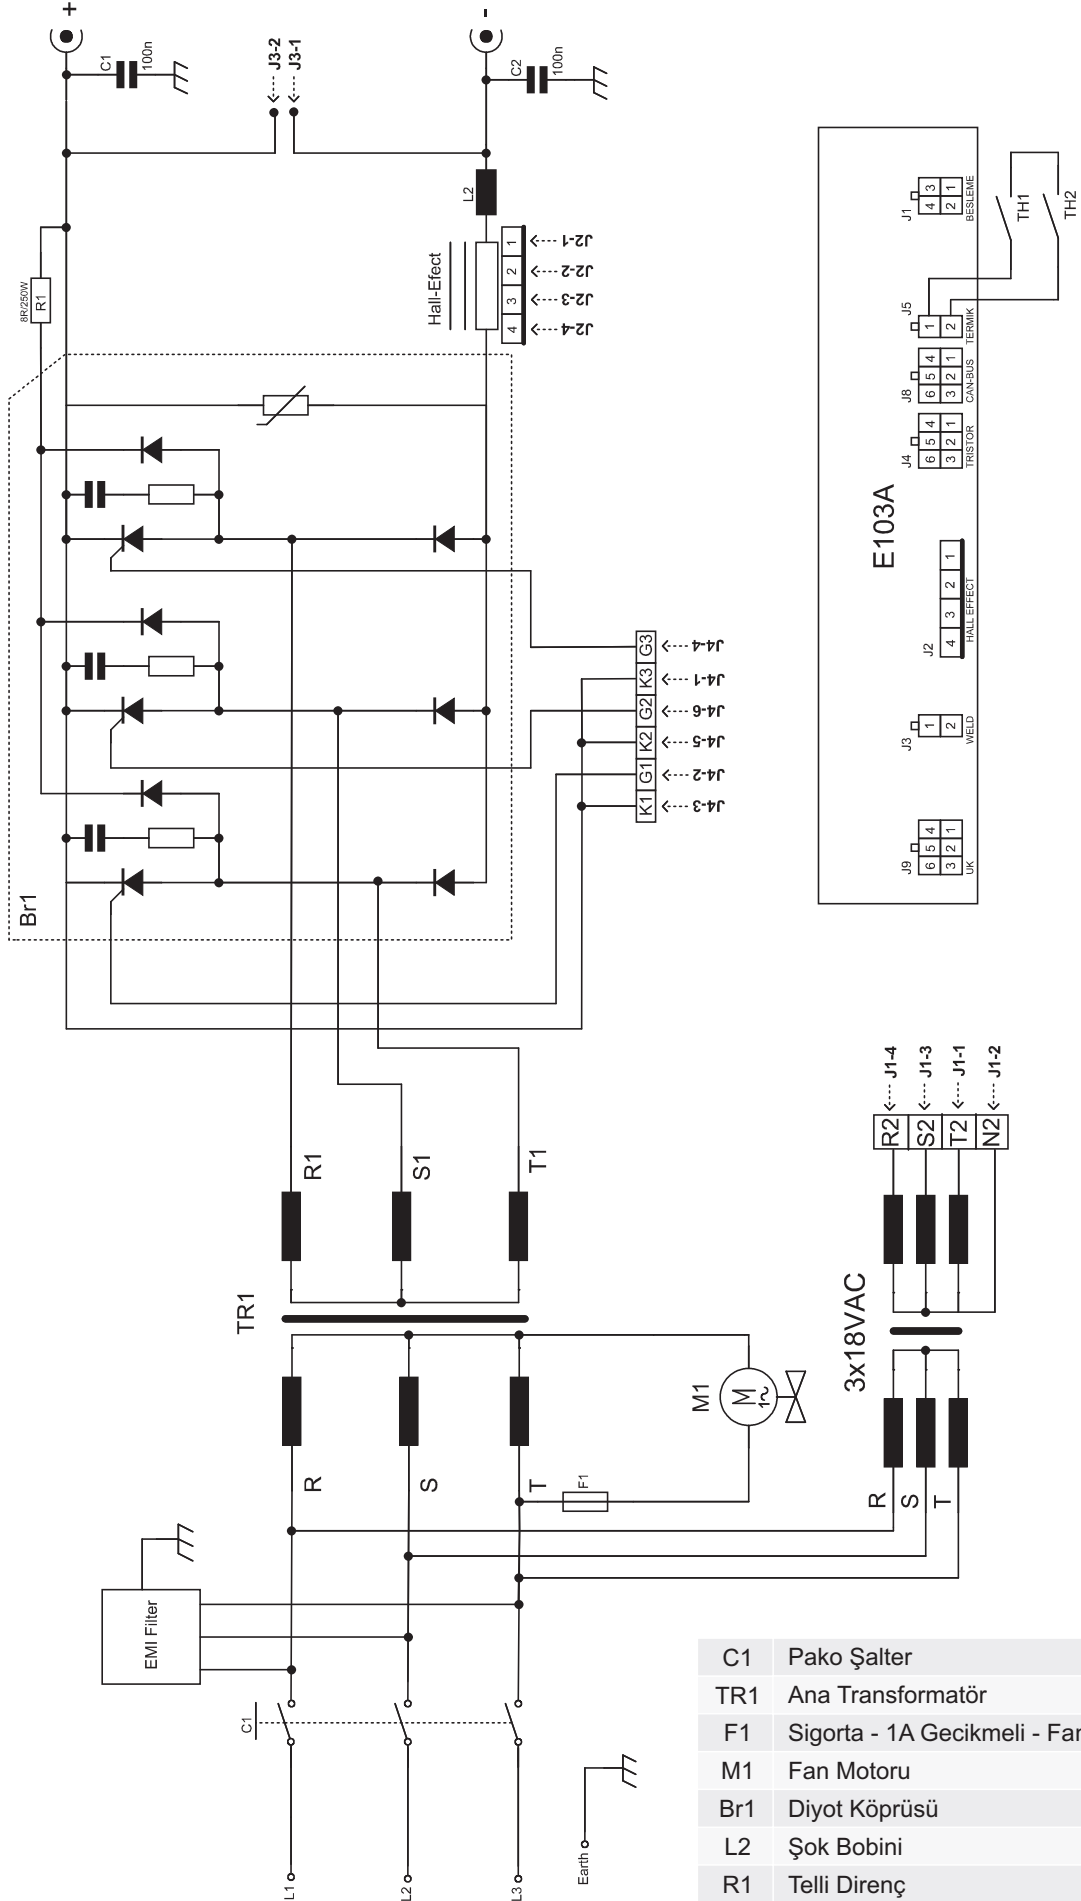 +
-
C1
100n
J3-2
J3-1
C2
100n
L2
8R/250W
R1
Hall-Efect
1
2
3
4
J2-1
J2-2
J2-3
J2-4
Br1
G3
K3
G2
K2
G1
K1
J4-4
J4-1
J4-6
J4-5
J4-2
J4-3
E103A
J1
4 3
2 1
BESLEME
J5
1
2
TERMIK
TH1
TH2
J8
6 5 4
3 2 1
CAN-BUS
J4
6 5 4
3 2 1
TRISTOR
J2
4 3 2 1
HALL EFFECT
J3
1
2
WELD
J9
6 5 4
3 2 1
UK
R1
S1
T1
TR1
R
S
T
M1
M
1~
F1
3x18VAC
R2
S2
T2
N2
J1-4
J1-3
J1-1
J1-2
R
S
T
EMI Filter
C1
L1
L2
L3
Earth
C1 Pako Şalter
TR1 Ana Transformatör
F1 Sigorta - 1A Gecikmeli - Fan
M1 Fan Motoru
Br1 Diyot Köprüsü
L2 Şok Bobini
R1 Telli Direnç